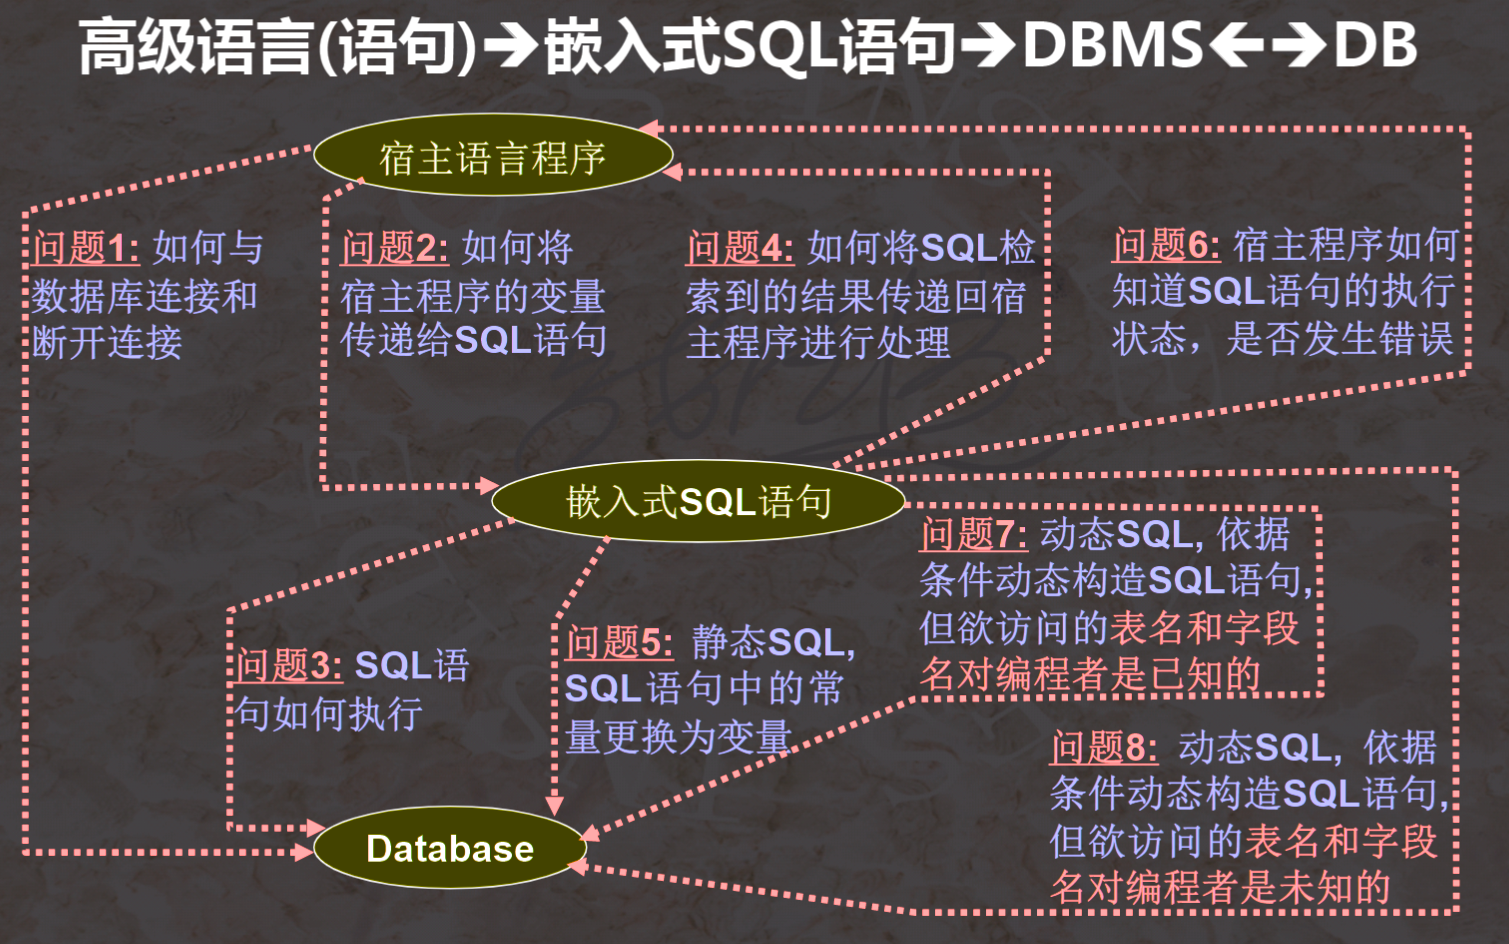 高级语言(语句)➔嵌入式SQL语句➔DBMS🡸➔DB
宿主语言程序
问题1: 如何与
数据库连接和
断开连接
问题2: 如何将
宿主程序的变量
传递给SQL语句
问题4: 如何将SQL检
索到的结果传递回宿
主程序进行处理
问题6: 宿主程序如何
知道SQL语句的执行
状态，是否发生错误
嵌入式SQL语句
问题7: 动态SQL, 依据
条件动态构造SQL语句,
但欲访问的表名和字段
名对编程者是已知的
问题3: SQL语
句如何执行
问题5: 静态SQL,
SQL语句中的常
量更换为变量
问题8: 动态SQL, 依据
条件动态构造SQL语句,
但欲访问的表名和字段
名对编程者是未知的
Database